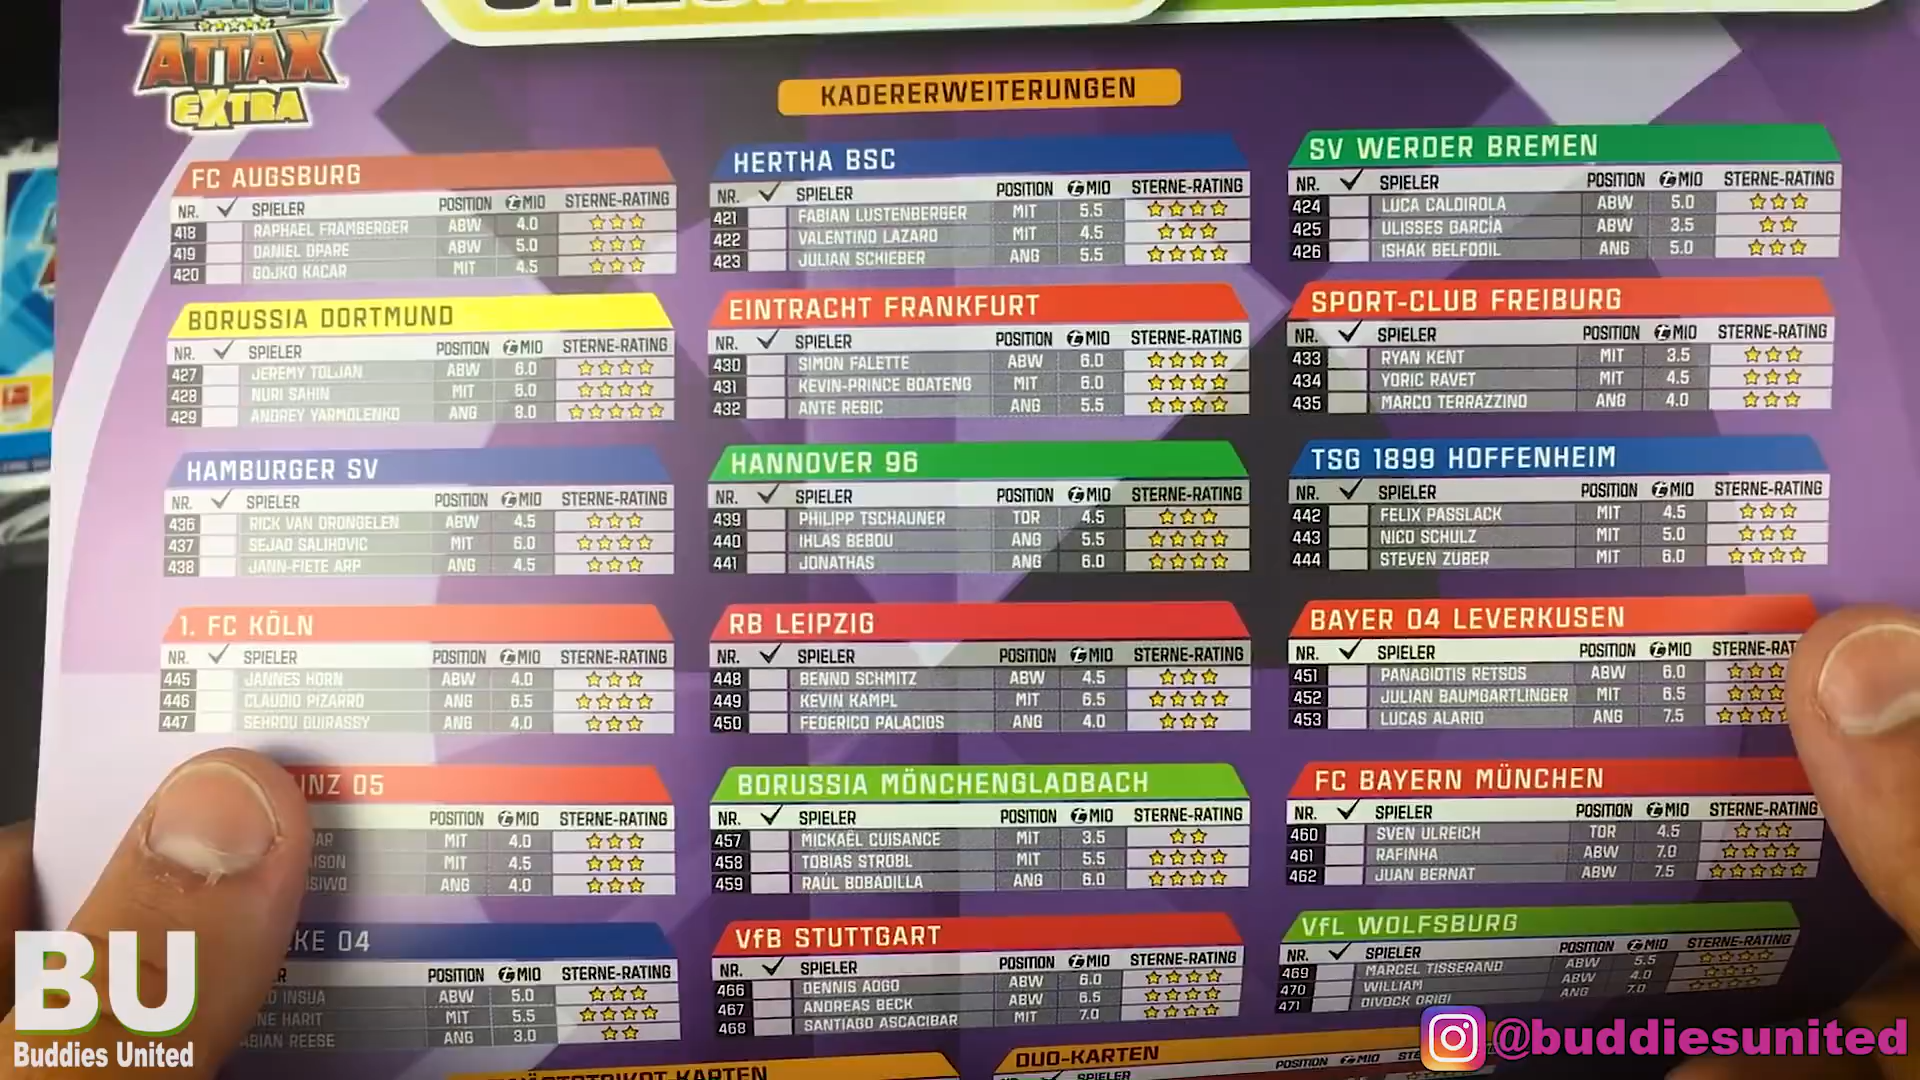 MATCH
ATTAX
EXTRA
KADERERWEITERUNGEN
FC AUGSBURG
NR. SPIELER POSITION MIO STERNE-RATING
418 RAPHAEL FRAMBERGER ABW 4.0
419 DANIEL OPARE ABW 5.0
420 GOJKO KACAR MIT 4.5
HERTHA BSC
NR. SPIELER POSITION MIO STERNE-RATING
421 FABIAN LUSTENBERGER MIT 5.5
422 VALENTINO LAZARO MIT 4.5
423 JULIAN SCHIEBER ANG 5.5
SV WERDER BREMEN
NR. SPIELER POSITION MIO STERNE-RATING
424 LUCA CALDIROLA ABW 5.0
425 ULISSES GARCÍA ABW 3.5
426 ISHAK BELFODIL ANG 5.0
BORUSSIA DORTMUND
NR. SPIELER POSITION MIO STERNE-RATING
427 JEREMY TOLJAN ABW 6.0
428 NURI SAHIN MIT 6.0
429 ANDREY YARMOLENKO ANG 8.0
EINTRACHT FRANKFURT
NR. SPIELER POSITION MIO STERNE-RATING
430 SIMON FALETTE ABW 6.0
431 KEVIN-PRINCE BOATENG MIT 6.0
432 ANTE REBIC ANG 5.5
SPORT-CLUB FREIBURG
NR. SPIELER POSITION MIO STERNE-RATING
433 RYAN KENT MIT 3.5
434 YORIC RAVET MIT 4.5
435 MARCO TERRAZZINO ANG 4.0
HAMBURGER SV
NR. SPIELER POSITION MIO STERNE-RATING
436 RICK VAN DRONGELEN ABW 4.5
437 SEJAD SALIHOVIC MIT 6.0
438 JANN-FIETE ARP ANG 4.5
HANNOVER 96
NR. SPIELER POSITION MIO STERNE-RATING
439 PHILIPP TSCHAUNER TOR 4.5
440 IHLAS BEBOU ANG 5.5
441 JONATHAS ANG 6.0
TSG 1899 HOFFENHEIM
NR. SPIELER POSITION MIO STERNE-RATING
442 FELIX PASSLACK MIT 4.5
443 NICO SCHULZ MIT 5.0
444 STEVEN ZUBER MIT 6.0
1. FC KÖLN
NR. SPIELER POSITION MIO STERNE-RATING
445 JANNES HORN ABW 4.0
446 CLAUDIO PIZARRO ANG 6.5
447 SEHROU GUIRASSY ANG 4.0
RB LEIPZIG
NR. SPIELER POSITION MIO STERNE-RATING
448 BENNO SCHMITZ ABW 4.5
449 KEVIN KAMPL MIT 6.5
450 FEDERICO PALACIOS ANG 4.0
BAYER 04 LEVERKUSEN
NR. SPIELER POSITION MIO STERNE-RAT
451 PANAGIOTIS RETSOS ABW 6.0
452 JULIAN BAUMGARTLINGER MIT 6.5
453 LUCAS ALARIO ANG 7.5
INZ 05
POSITION MIO STERNE-RATING
AR MIT 4.0
ISON MIT 4.5
SIWO ANG 4.0
BORUSSIA MÖNCHENGLADBACH
NR. SPIELER POSITION MIO STERNE-RATING
457 MICKAËL CUISANCE MIT 3.5
458 TOBIAS STROBL MIT 5.5
459 RAÚL BOBADILLA ANG 6.0
FC BAYERN MÜNCHEN
NR. SPIELER POSITION MIO STERNE-RATING
460 SVEN ULREICH TOR 4.5
461 RAFINHA ABW 7.0
462 JUAN BERNAT ABW 7.5
KE 04
ER POSITION MIO STERNE-RATING
O INSUA ABW 5.0
INE HARIT MIT 5.5
ABIAN REESE ANG 3.0
VfB STUTTGART
NR. SPIELER POSITION MIO STERNE-RATING
466 DENNIS AOGO ABW 6.0
467 ANDREAS BECK ABW 6.5
468 SANTIAGO ASCACIBAR MIT 7.0
VfL WOLFSBURG
NR. SPIELER POSITION MIO STERNE-RATING
469 MARCEL TISSERAND ABW 5.5
470 WILLIAM ABW 4.0
471 DIVOCK ORIGI ANG 7.0
DUO-KARTEN
SPIELER POSITION MIO
BU
Buddies United
@buddiesunited